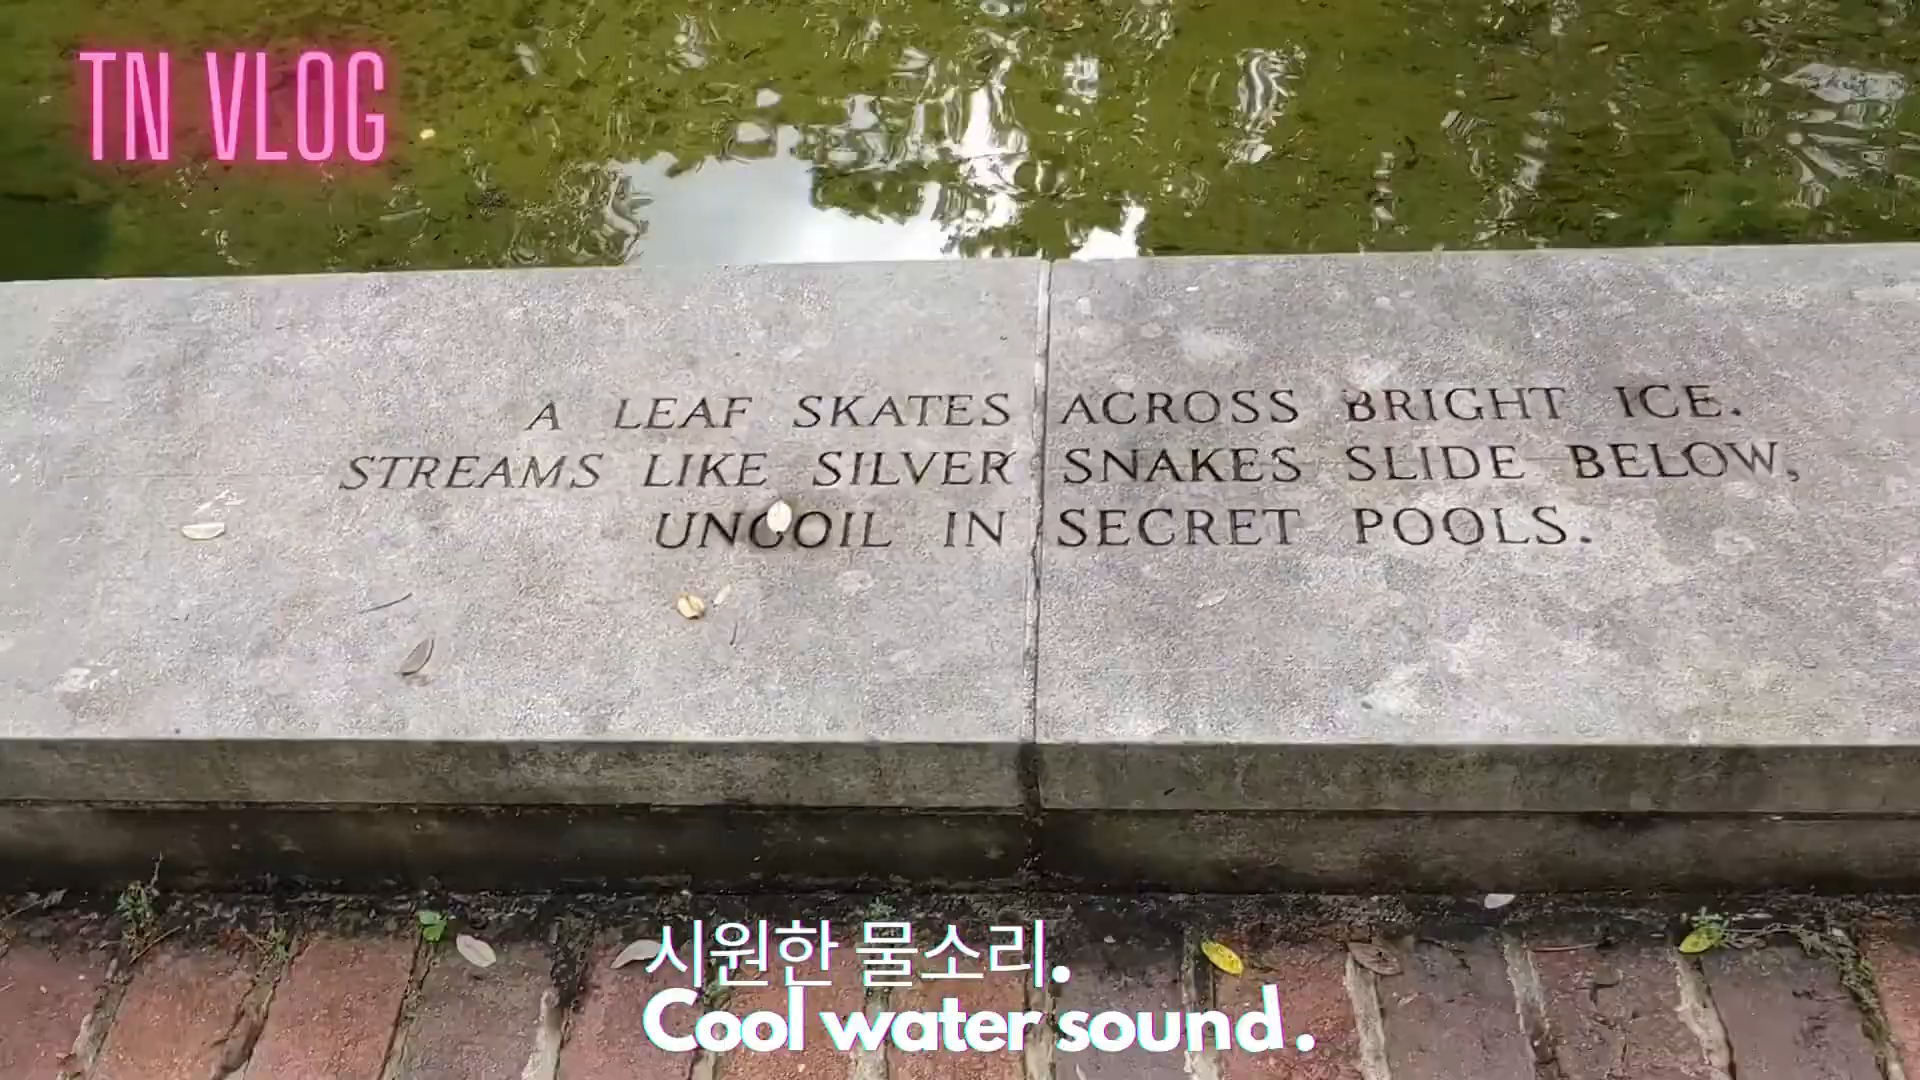 TN VLOG
A LEAF SKATES ACROSS BRIGHT ICE.
STREAMS LIKE SILVER SNAKES SLIDE BELOW,
UNCOIL IN SECRET POOLS.
시원한 물소리.
Cool water sound.